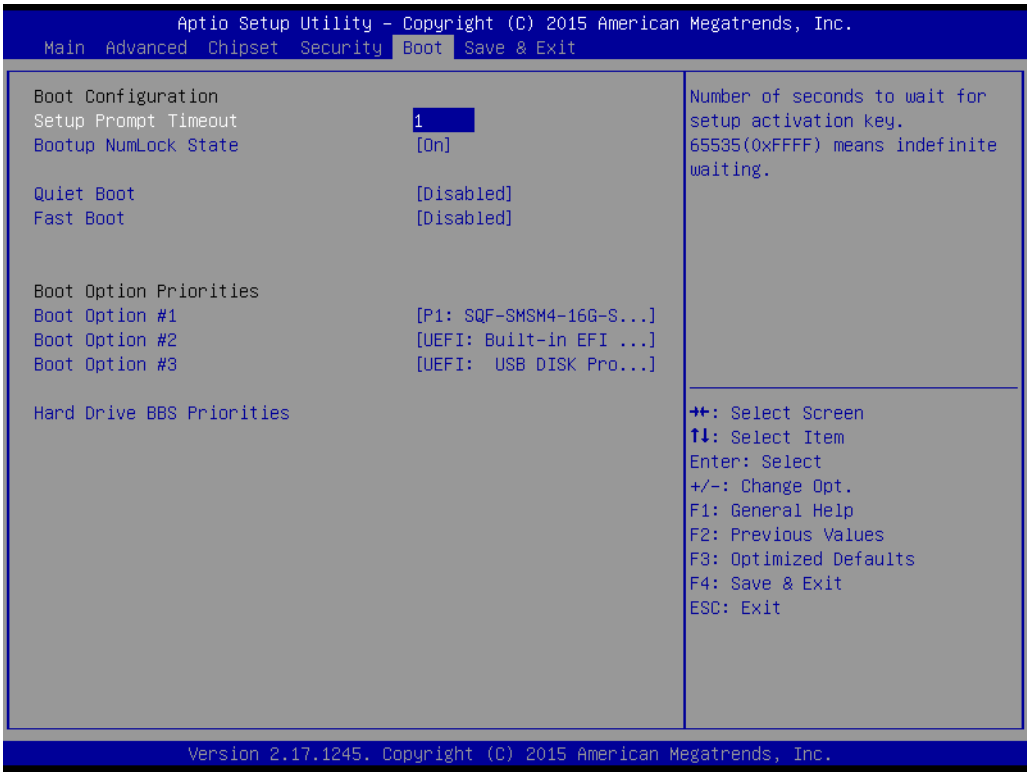 Aptio Setup Utility – Copyright (C) 2015 American Megatrends, Inc.
Main Advanced Chipset Security Boot Save & Exit
Boot Configuration
Setup Prompt Timeout 1
Bootup NumLock State [On]
Quiet Boot [Disabled]
Fast Boot [Disabled]
Boot Option Priorities
Boot Option #1 [P1: SQF-SMSM4-16G-S...]
Boot Option #2 [UEFI: Built-in EFI ...]
Boot Option #3 [UEFI:  USB DISK Pro...]
Hard Drive BBS Priorities
Number of seconds to wait for
setup activation key.
65535(0xFFFF) means indefinite
waiting.
→←: Select Screen
↑↓: Select Item
Enter: Select
+/-: Change Opt.
F1: General Help
F2: Previous Values
F3: Optimized Defaults
F4: Save & Exit
ESC: Exit
Version 2.17.1245. Copyright (C) 2015 American Megatrends, Inc.